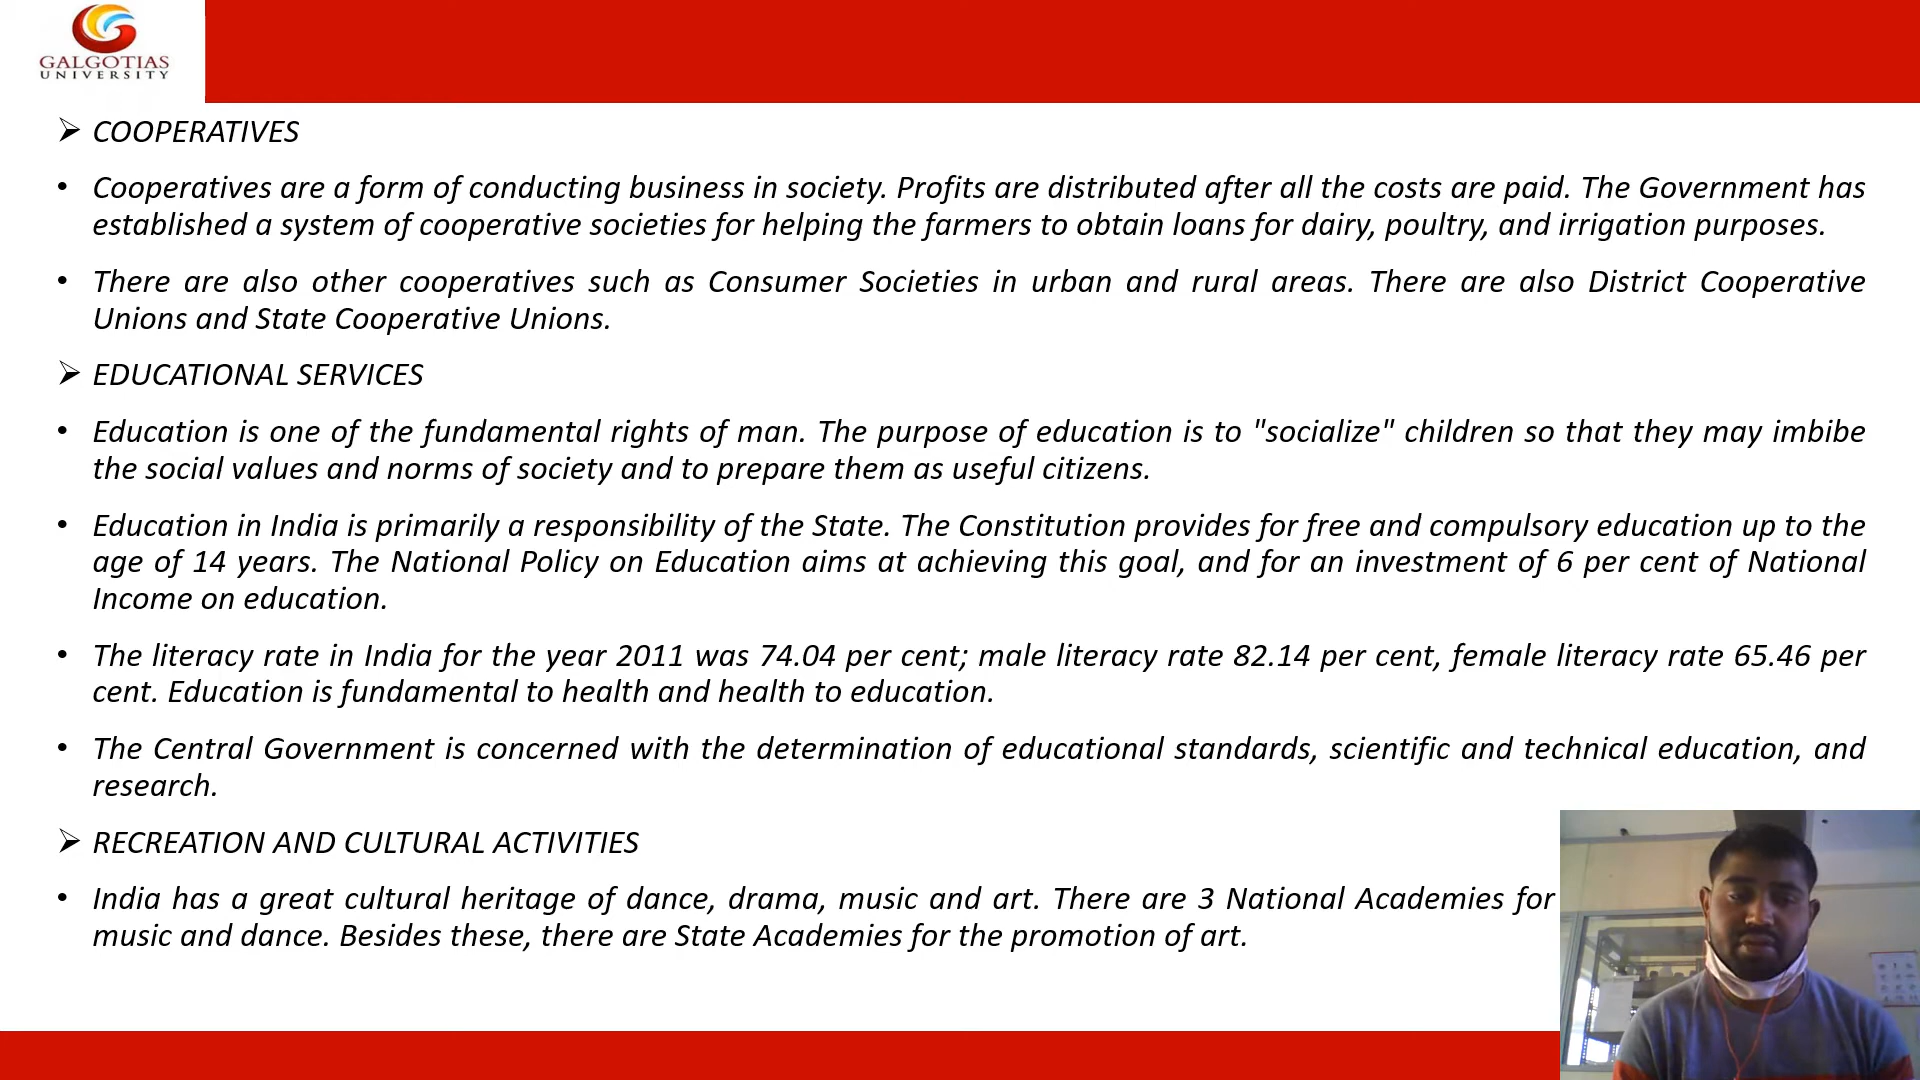 GALGOTIAS
UNIVERSITY
COOPERATIVES
Cooperatives are a form of conducting business in society. Profits are distributed after all the costs are paid. The Government has
established a system of cooperative societies for helping the farmers to obtain loans for dairy, poultry, and irrigation purposes.
There are also other cooperatives such as Consumer Societies in urban and rural areas. There are also District Cooperative
Unions and State Cooperative Unions.
EDUCATIONAL SERVICES
Education is one of the fundamental rights of man. The purpose of education is to "socialize" children so that they may imbibe
the social values and norms of society and to prepare them as useful citizens.
Education in India is primarily a responsibility of the State. The Constitution provides for free and compulsory education up to the
age of 14 years. The National Policy on Education aims at achieving this goal, and for an investment of 6 per cent of National
Income on education.
The literacy rate in India for the year 2011 was 74.04 per cent; male literacy rate 82.14 per cent, female literacy rate 65.46 per
cent. Education is fundamental to health and health to education.
The Central Government is concerned with the determination of educational standards, scientific and technical education, and
research.
RECREATION AND CULTURAL ACTIVITIES
India has a great cultural heritage of dance, drama, music and art. There are 3 National Academies for
music and dance. Besides these, there are State Academies for the promotion of art.